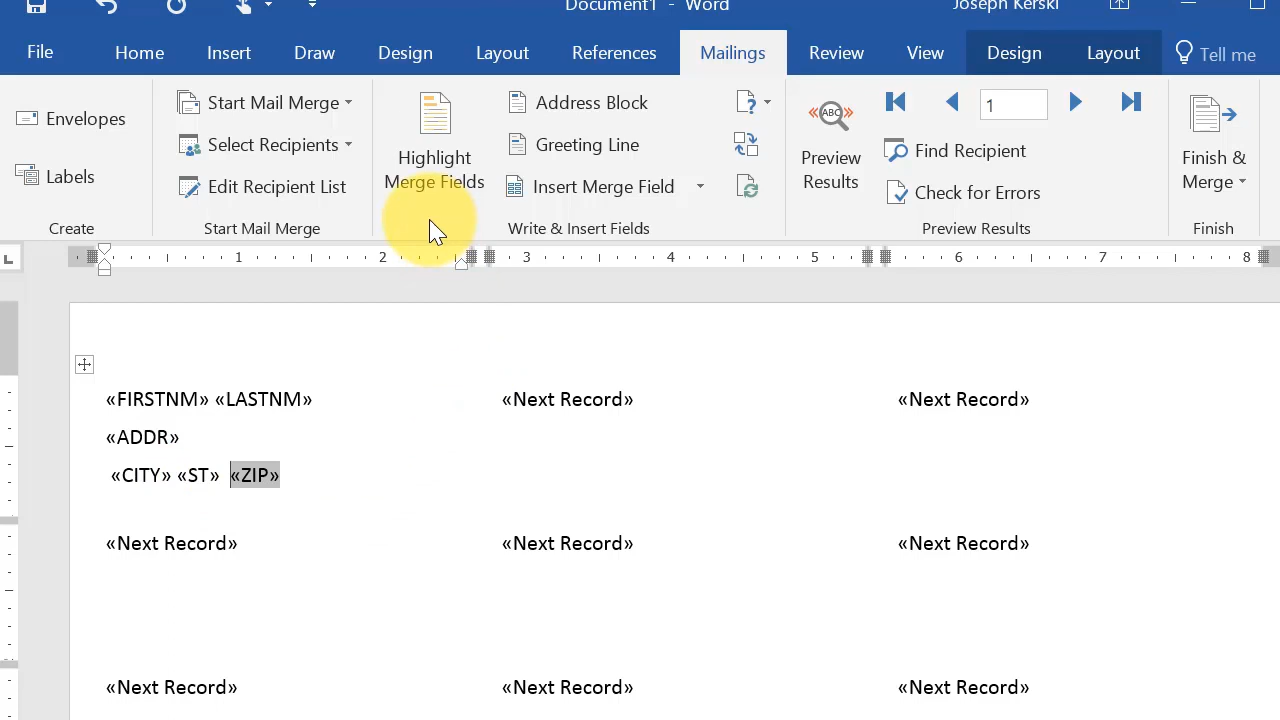 Document1 - Word
Joseph Kerski
File Home Insert Draw Design Layout References Mailings Review View Design Layout Tell me
Envelopes
Labels
Create
Start Mail Merge
Select Recipients
Edit Recipient List
Start Mail Merge
Highlight
Merge Fields
Address Block
Greeting Line
Insert Merge Field
Write & Insert Fields
«»
ABC
Preview
Results
1
Find Recipient
Check for Errors
Preview Results
Finish &
Merge
Finish
1 2 3 4 5 6 7 8
«FIRSTNM» «LASTNM»
«ADDR»
«CITY» «ST» «ZIP»
«Next Record»
«Next Record»
«Next Record» «Next Record» «Next Record»
«Next Record» «Next Record» «Next Record»